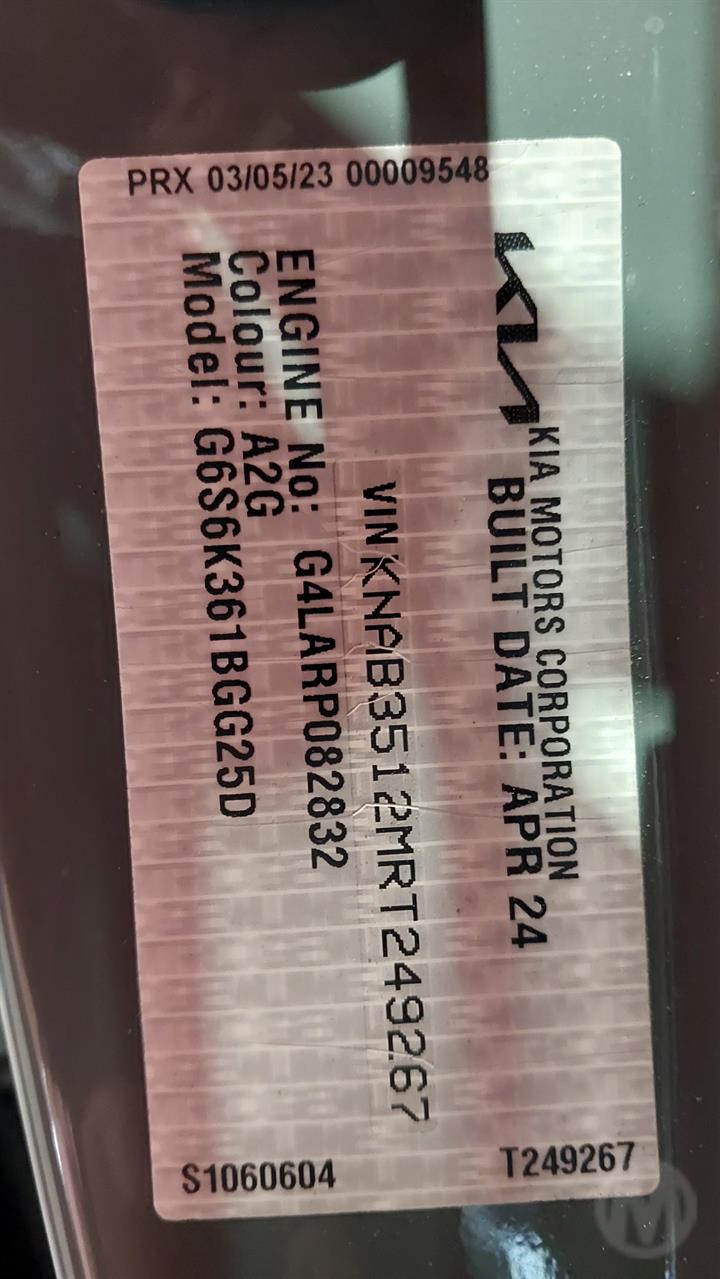 PRX 03/05/23 00009548
KIA
KIA MOTORS CORPORATION
BUILT DATE: APR 24
VIN KNAB3512MRT249267
ENGINE No: G4LARP082832
Colour: A2G
Model: G6S6K361BGG25D
T249267
S1060604
M